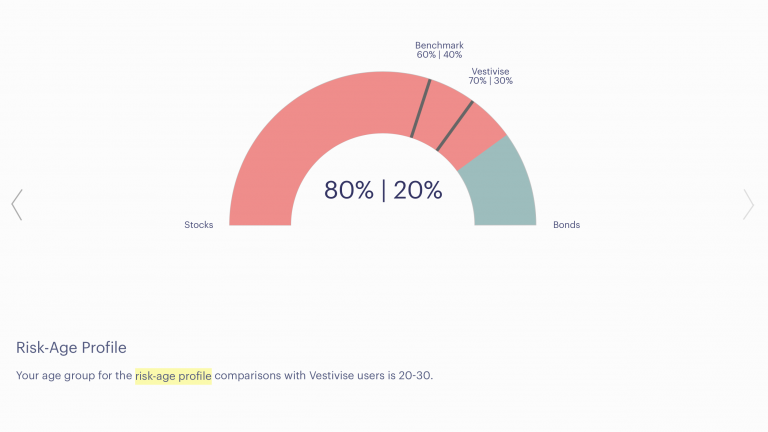 Benchmark
60% | 40%
Vestivise
70% | 30%
80% | 20%
Stocks
Bonds
Risk-Age Profile
Your age group for the risk-age profile comparisons with Vestivise users is 20-30.